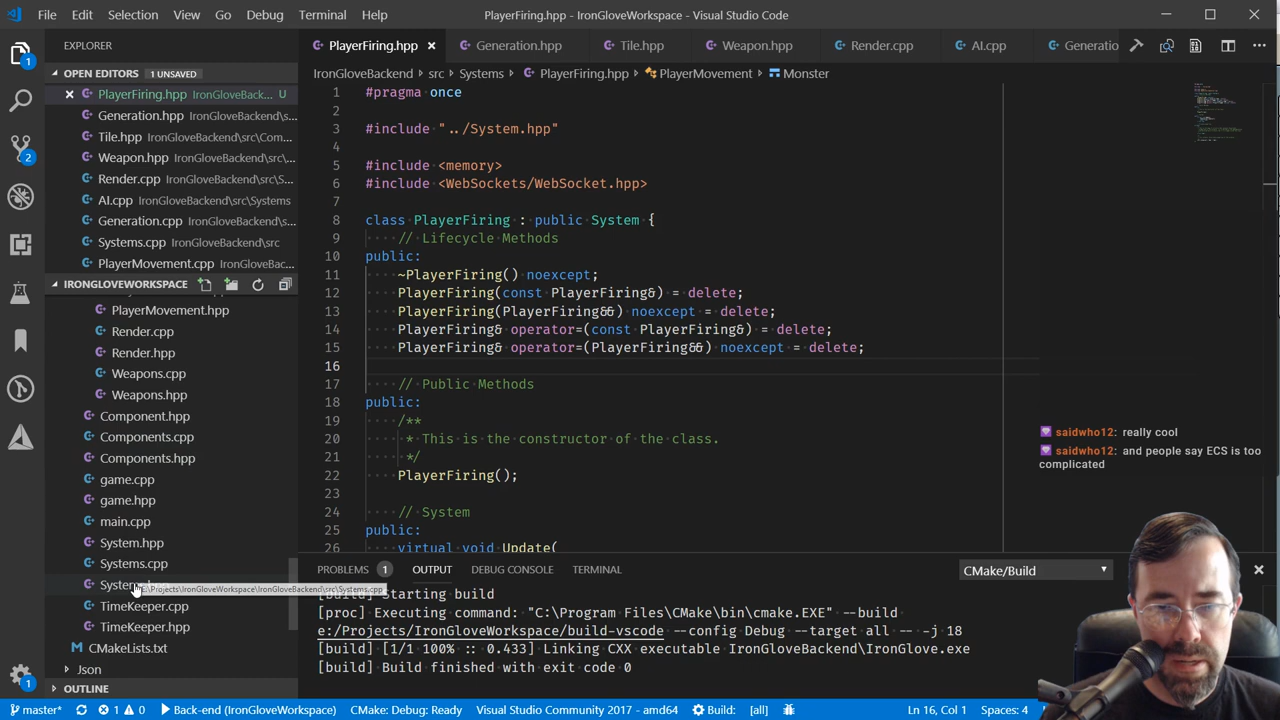 File Edit Selection View Go Debug Terminal Help
PlayerFiring.hpp - IronGloveWorkspace - Visual Studio Code
EXPLORER
OPEN EDITORS 1 UNSAVED
PlayerFiring.hpp IronGloveBack... U
Generation.hpp IronGloveBackend\s...
Tile.hpp IronGloveBackend\src\Com...
Weapon.hpp IronGloveBackend\src\...
Render.cpp IronGloveBackend\src\S...
AI.cpp IronGloveBackend\src\Systems
Generation.cpp IronGloveBackend\sr...
Systems.cpp IronGloveBackend\src
PlayerMovement.cpp IronGloveBac...
IRONGLOVEWORKSPACE
PlayerMovement.hpp
Render.cpp
Render.hpp
Weapons.cpp
Weapons.hpp
Component.hpp
Components.cpp
Components.hpp
game.cpp
game.hpp
main.cpp
System.hpp
Systems.cpp
E:\Projects\IronGloveWorkspace\IronGloveBackend\src\Systems.cpp
TimeKeeper.cpp
TimeKeeper.hpp
CMakeLists.txt
Json
OUTLINE
PlayerFiring.hpp Generation.hpp Tile.hpp Weapon.hpp Render.cpp AI.cpp Generatio
IronGloveBackend › src › Systems › PlayerFiring.hpp › PlayerMovement › Monster
1 #pragma once
2
3 #include "../System.hpp"
4
5 #include <memory>
6 #include <WebSockets/WebSocket.hpp>
7
8 class PlayerFiring : public System {
9 // Lifecycle Methods
10 public:
11 ~PlayerFiring() noexcept;
12 PlayerFiring(const PlayerFiring&) = delete;
13 PlayerFiring(PlayerFiring&&) noexcept = delete;
14 PlayerFiring& operator=(const PlayerFiring&) = delete;
15 PlayerFiring& operator=(PlayerFiring&&) noexcept = delete;
16
17 // Public Methods
18 public:
19 /**
20 * This is the constructor of the class.
21 */
22 PlayerFiring();
23
24 // System
25 public:
26 virtual void Update(
saidwho12: really cool
saidwho12: and people say ECS is too
complicated
PROBLEMS 1 OUTPUT DEBUG CONSOLE TERMINAL CMake/Build
[build] Starting build
[proc] Executing command: "C:\Program Files\CMake\bin\cmake.EXE" --build
e:/Projects/IronGloveWorkspace/build-vscode --config Debug --target all -- -j 18
[build] [1/1 100% :: 0.433] Linking CXX executable IronGloveBackend\IronGlove.exe
[build] Build finished with exit code 0
master* 1 0 Back-end (IronGloveWorkspace) CMake: Debug: Ready Visual Studio Community 2017 - amd64 Build: [all] Ln 16, Col 1 Spaces: 4